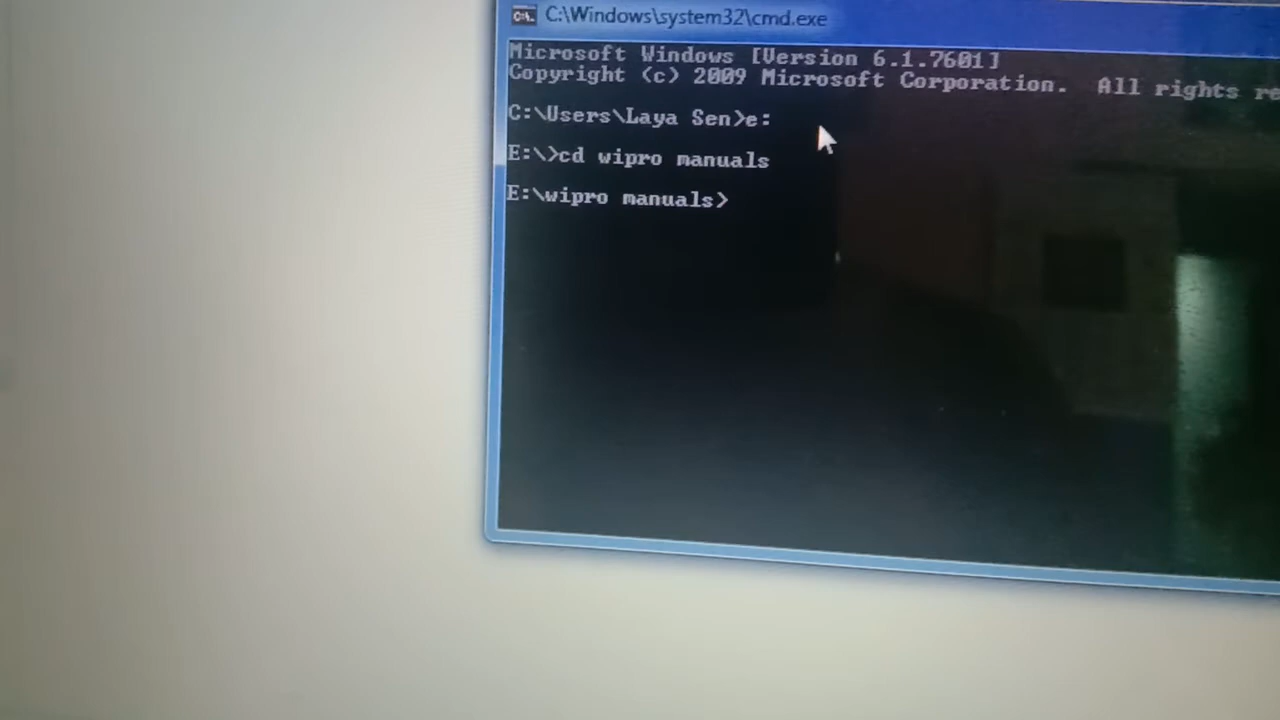 C:\Windows\system32\cmd.exe
Microsoft Windows [Version 6.1.7601]
Copyright (c) 2009 Microsoft Corporation.  All rights
C:\Users\Laya Sen>e:
E:\>cd wipro manuals
E:\wipro manuals>